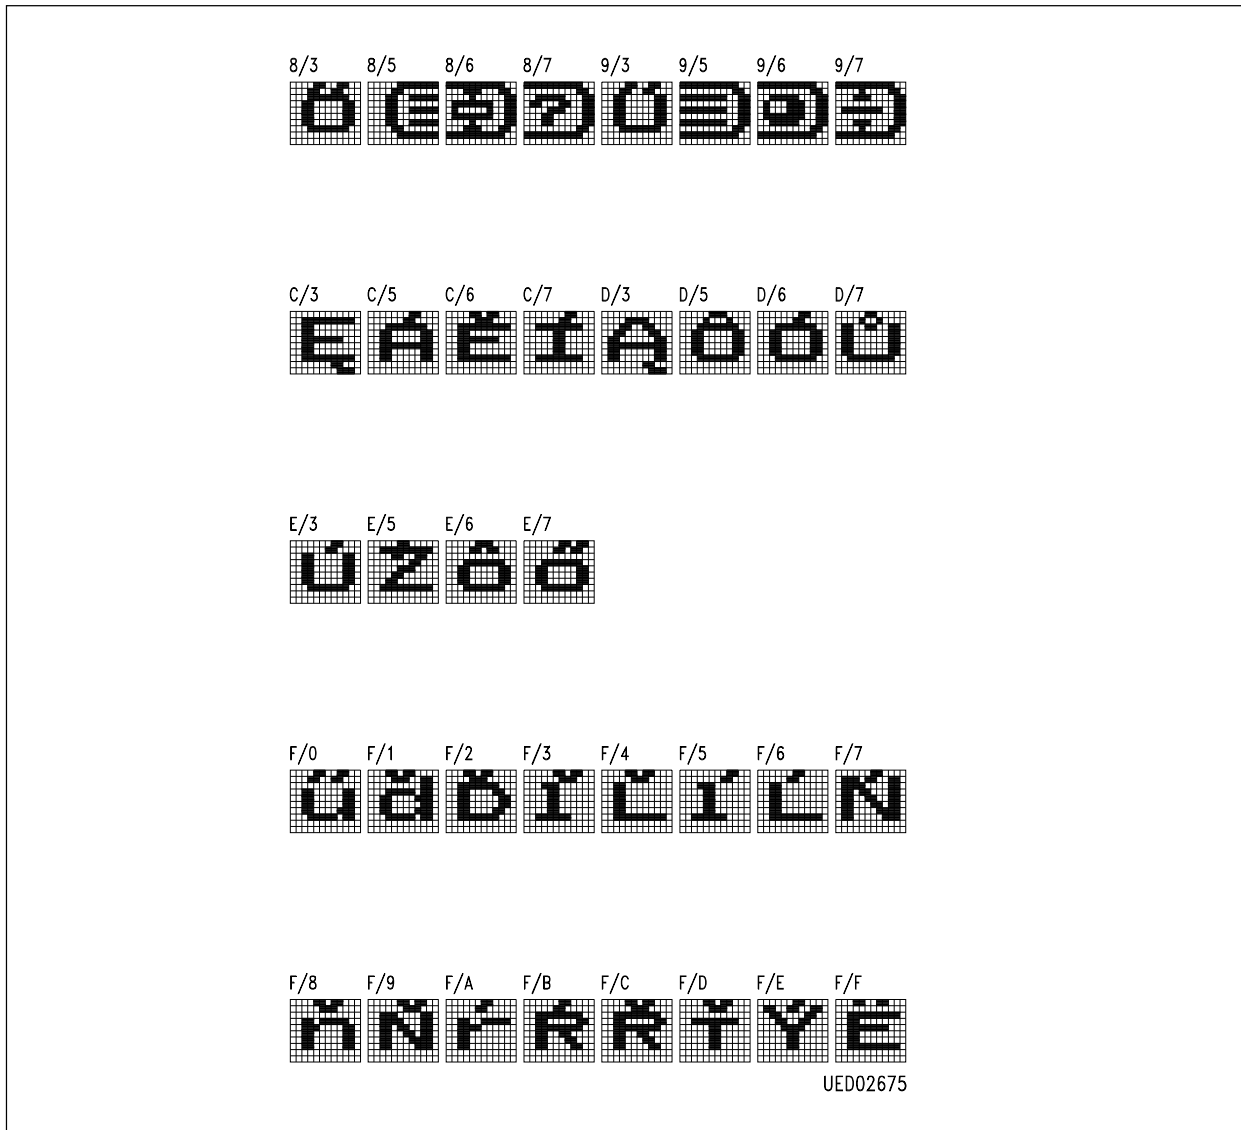 8/3 8/5 8/6 8/7 9/3 9/5 9/6 9/7
? ÷
C/3 C/5 C/6 C/7 D/3 D/5 D/6 D/7
Ę Á Ě Í Ą Ô Ó Ů
E/3 E/5 E/6 E/7
Ú ô ő
F/0 F/1 F/2 F/3 F/4 F/5 F/6 F/7
ű Ď ľ Ľ ĺ Ĺ Ń
F/8 F/9 F/A F/B F/C F/D F/E F/F
ň Ň ŕ Ŕ Ř Ť Ë
UED02675